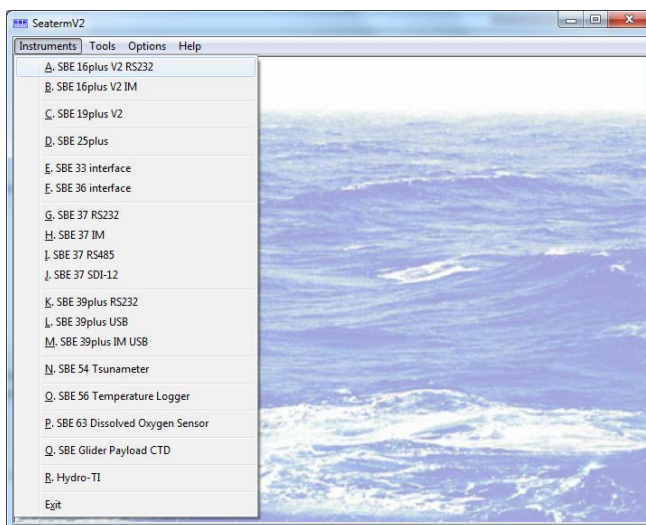 SeatermV2
Instruments Tools Options Help
A. SBE 16plus V2 RS232
B. SBE 16plus V2 IM
C. SBE 19plus V2
D. SBE 25plus
E. SBE 33 interface
F. SBE 36 interface
G. SBE 37 RS232
H. SBE 37 IM
I. SBE 37 RS485
J. SBE 37 SDI-12
K. SBE 39plus RS232
L. SBE 39plus USB
M. SBE 39plus IM USB
N. SBE 54 Tsunameter
O. SBE 56 Temperature Logger
P. SBE 63 Dissolved Oxygen Sensor
Q. SBE Glider Payload CTD
R. Hydro-TI
Exit